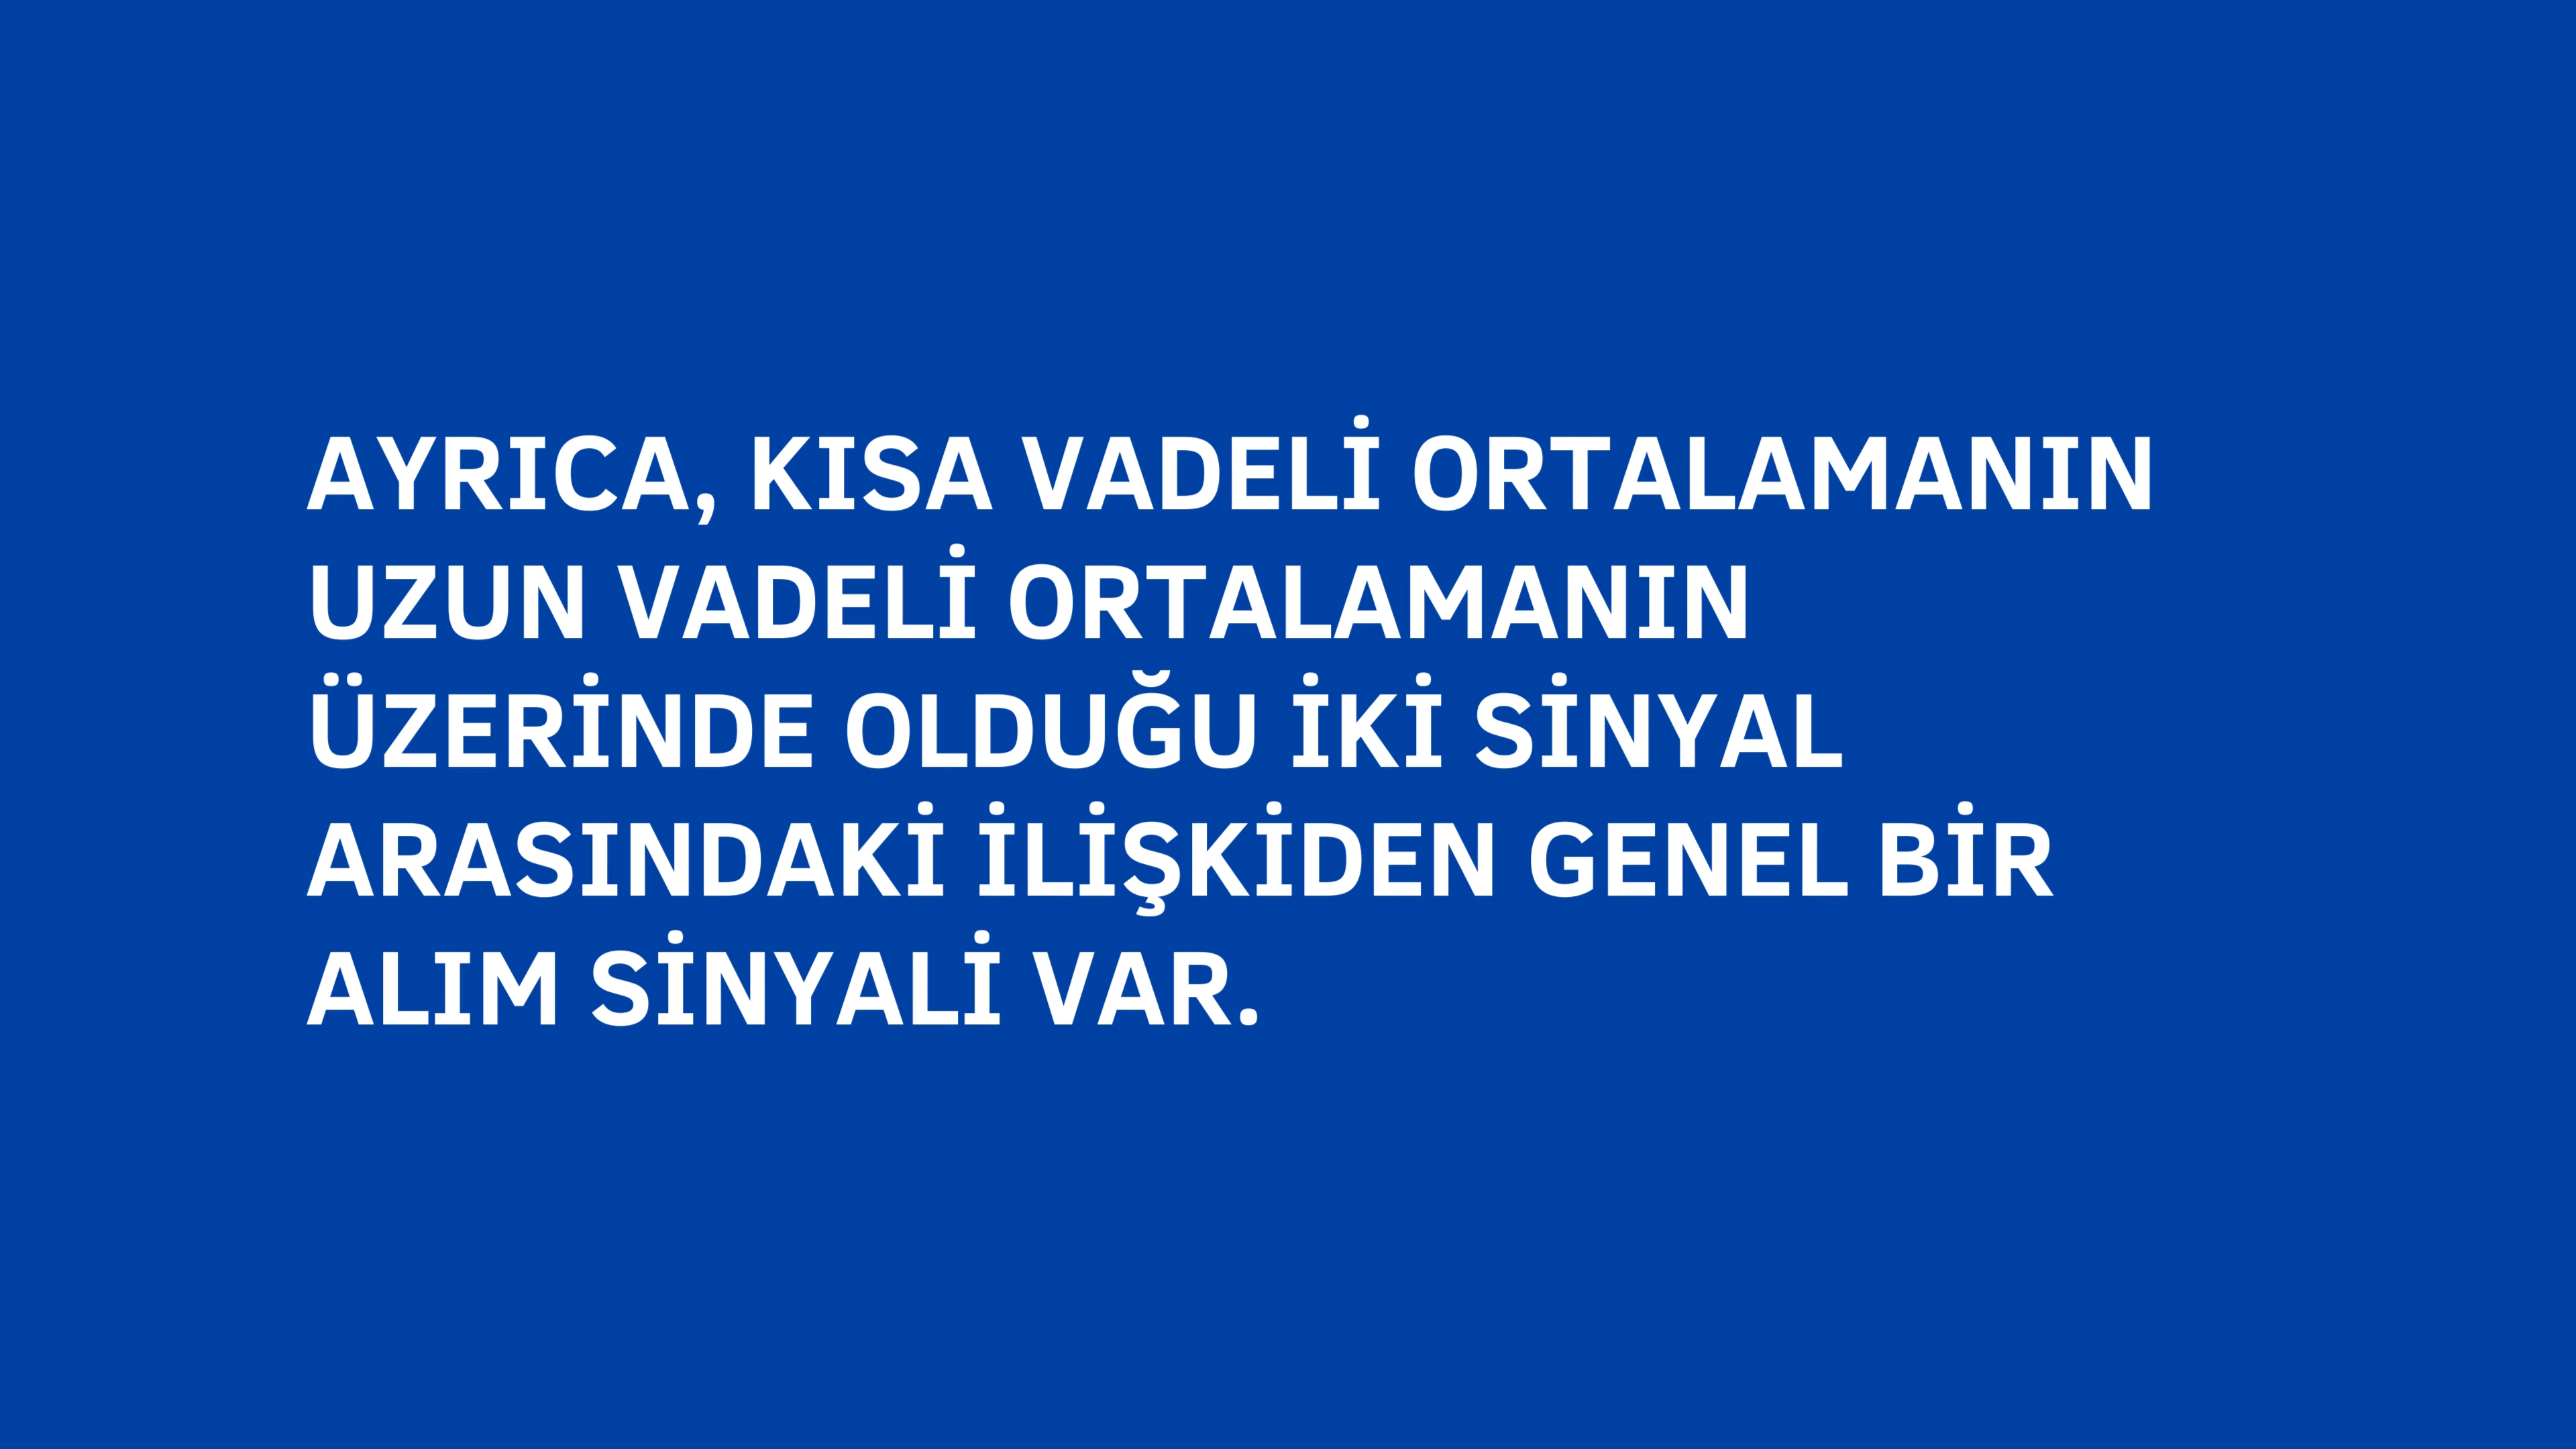 AYRICA, KISA VADELİ ORTALAMANIN
UZUN VADELİ ORTALAMANIN
ÜZERİNDE OLDUĞU İKİ SİNYAL
ARASINDAKİ İLİŞKİDEN GENEL BİR
ALIM SİNYALİ VAR.